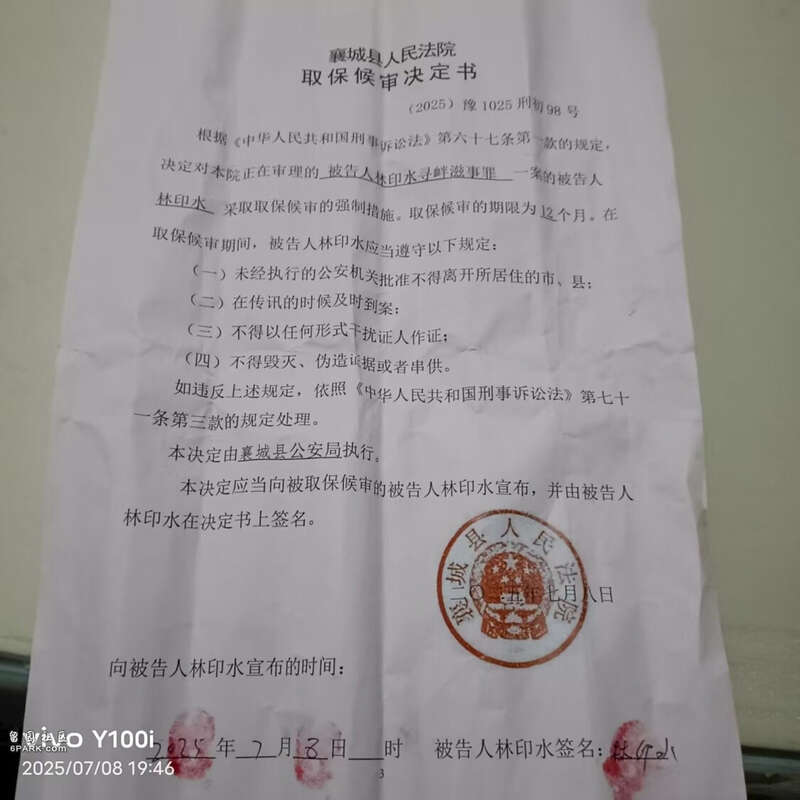 襄城县人民法院
取保候审决定书
（2025）豫1025刑初98号
根据《中华人民共和国刑事诉讼法》第六十七条第一款的规定，
决定对本院正在审理的 被告人林印水寻衅滋事罪 一案的被告人
林印水 采取取保候审的强制措施。取保候审的期限为12个月。在
取保候审期间，被告人林印水应当遵守以下规定：
（一）未经执行的公安机关批准不得离开所居住的市、县；
（二）在传讯的时候及时到案；
（三）不得以任何形式干扰证人作证；
（四）不得毁灭、伪造证据或者串供。
如违反上述规定，依照《中华人民共和国刑事诉讼法》第七十
一条第三款的规定处理。
本决定由襄城县公安局执行。
本决定应当向被取保候审的被告人林印水宣布，并由被告人
林印水在决定书上签名。
襄城县人民法院
二〇二五年七月八日
向被告人林印水宣布的时间：
2025年7月8日 时 被告人林印水签名：林印水
3
vivo Y100i
6PARK.com
2025/07/08 19:46